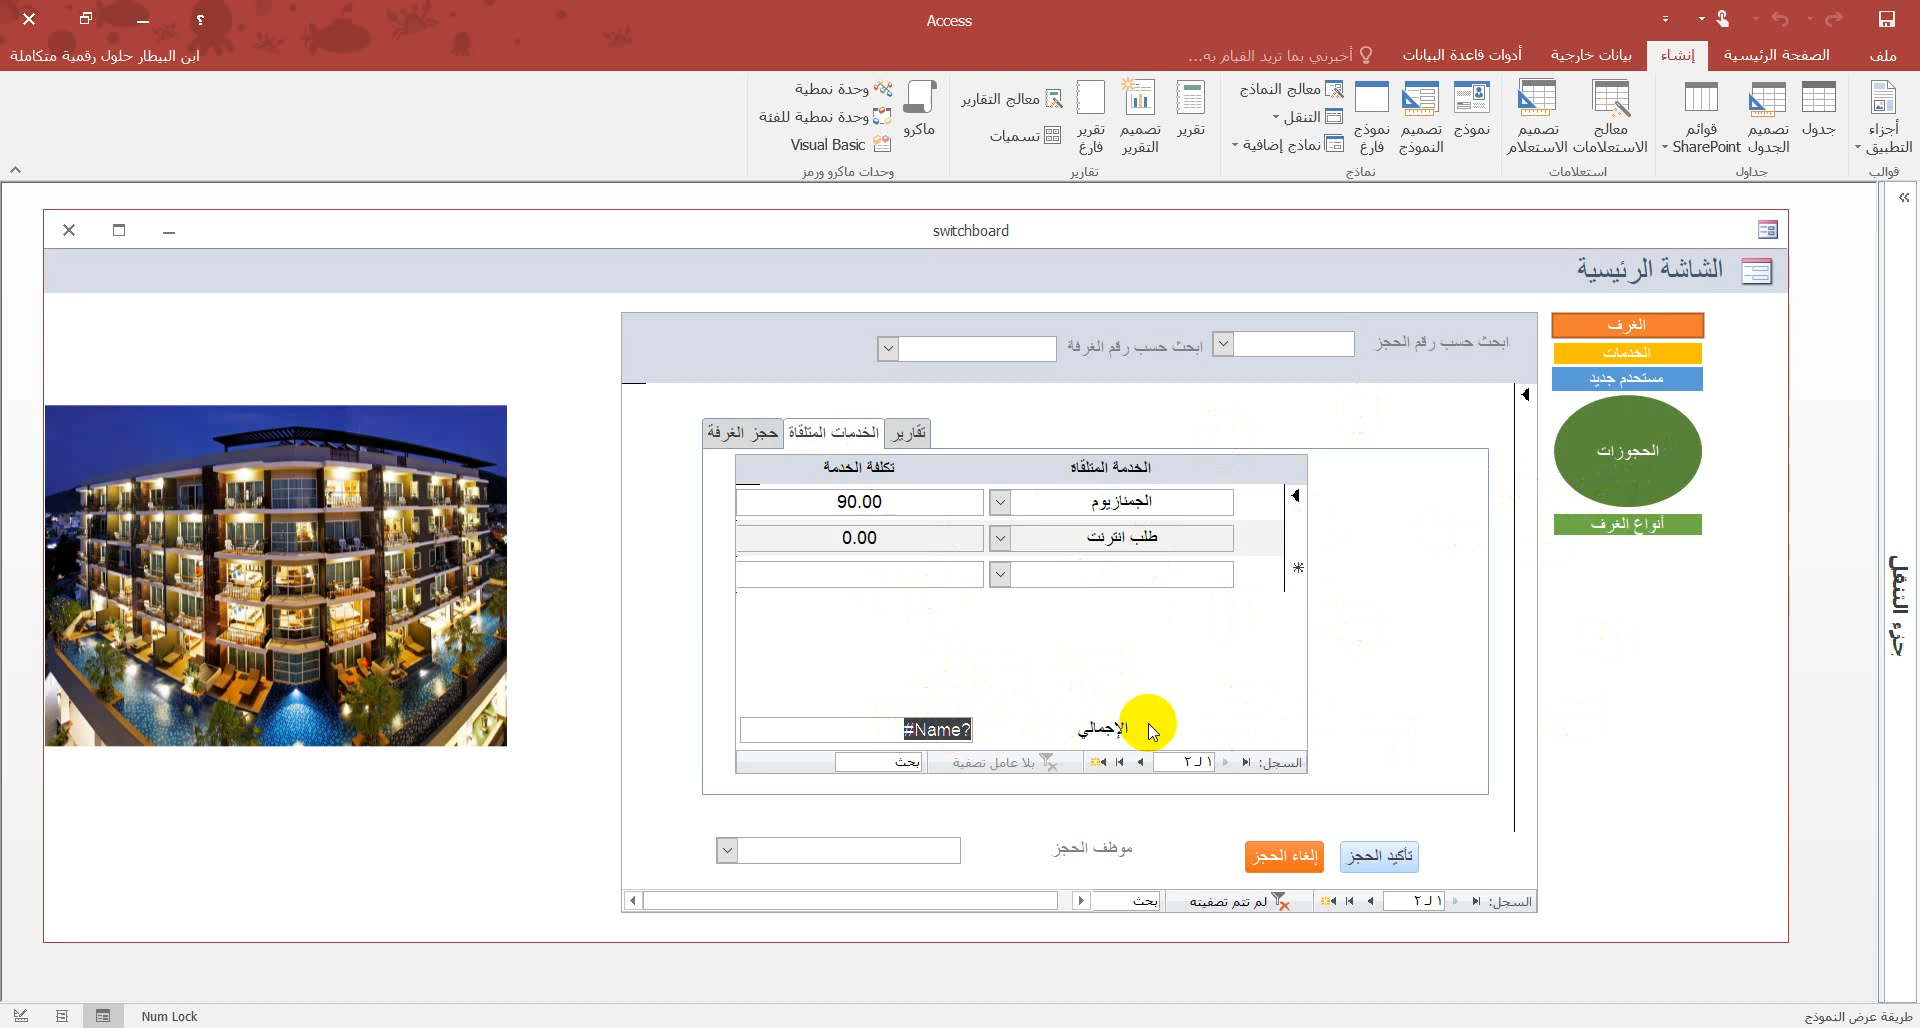 Access
ابن البيطار حلول رقمية متكاملة
ملف
الصفحة الرئيسية
إنشاء
بيانات خارجية
أدوات قاعدة البيانات
أخبرني بما تريد القيام به...
أجزاء التطبيق
قوالب
جدول
تصميم الجدول
قوائم SharePoint
جداول
معالج الاستعلامات
تصميم الاستعلام
استعلامات
نموذج
تصميم النموذج
نموذج فارغ
معالج النماذج
التنقل
نماذج إضافية
نماذج
تقرير
تصميم التقرير
تقرير فارغ
معالج التقارير
تسميات
تقارير
ماكرو
وحدة نمطية
وحدة نمطية للفئة
Visual Basic
وحدات ماكرو ورمز
switchboard
الشاشة الرئيسية
الغرف
الخدمات
مستخدم جديد
الحجوزات
أنواع الغرف
جزء التنقل
ابحث حسب رقم الحجز
ابحث حسب رقم الغرفة
تقارير
الخدمات المتلقاة
حجز الغرفة
الخدمة المتلقاه
تكلفة الخدمة
الجمنازيوم
90.00
طلب انترنت
0.00
الإجمالي
#Name?
السجل:
١ لـ ٢
بلا عامل تصفية
بحث
موظف الحجز
تأكيد الحجز
إلغاء الحجز
السجل:
١ لـ ٢
لم تتم تصفيته
بحث
طريقة عرض النموذج
Num Lock